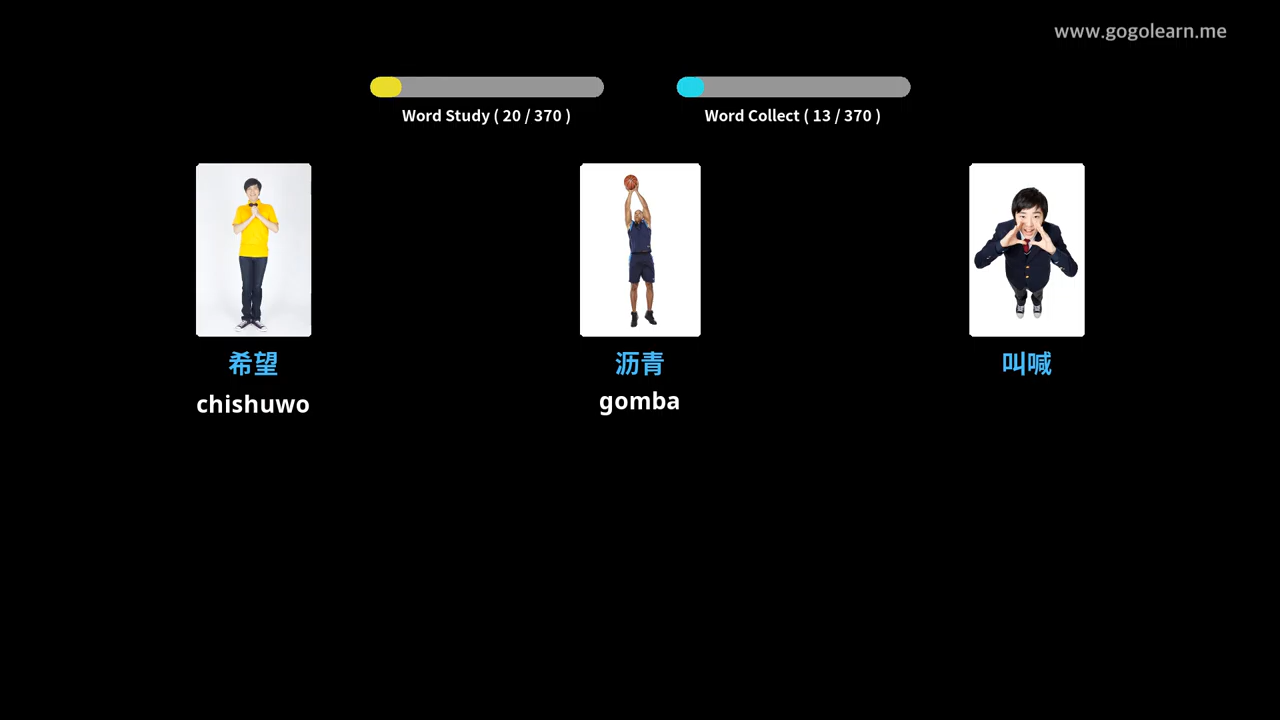 www.gogolearn.me
Word Study ( 20 / 370 )
Word Collect ( 13 / 370 )
希望
沥青
叫喊
chishuwo
gomba